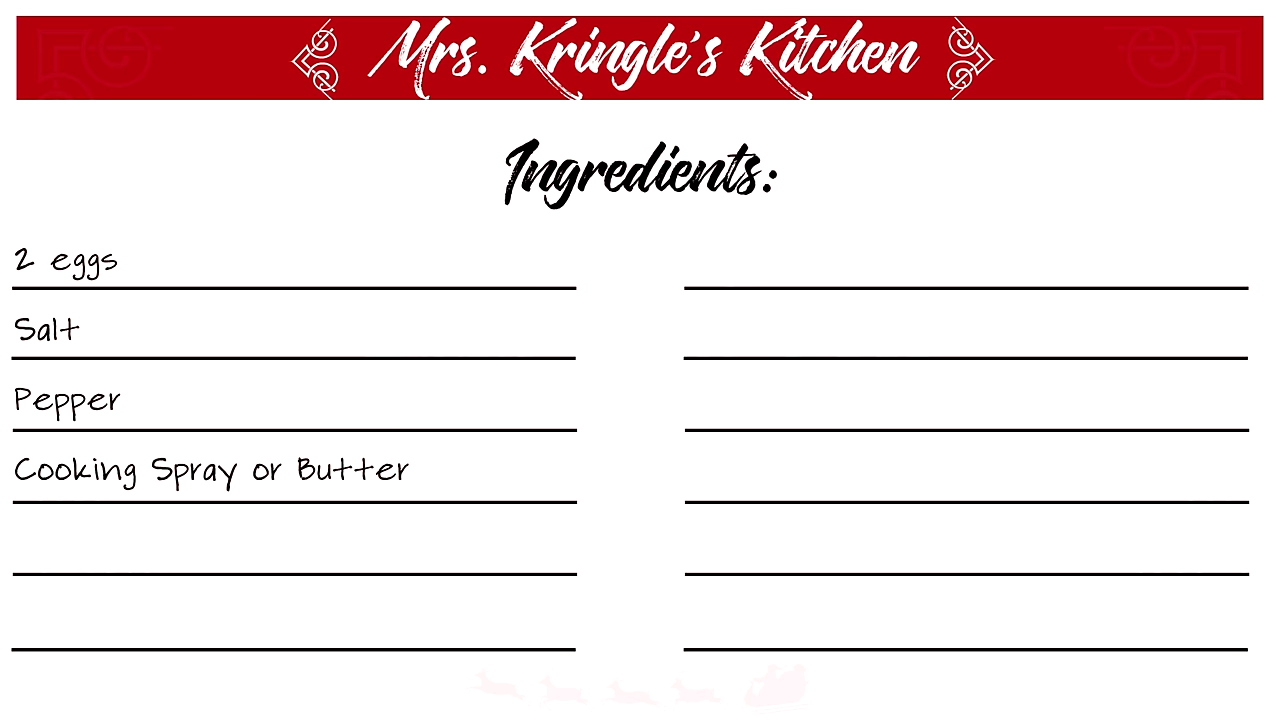 Mrs. Kringle's Kitchen
Ingredients:
2 eggs
Salt
Pepper
Cooking Spray or Butter